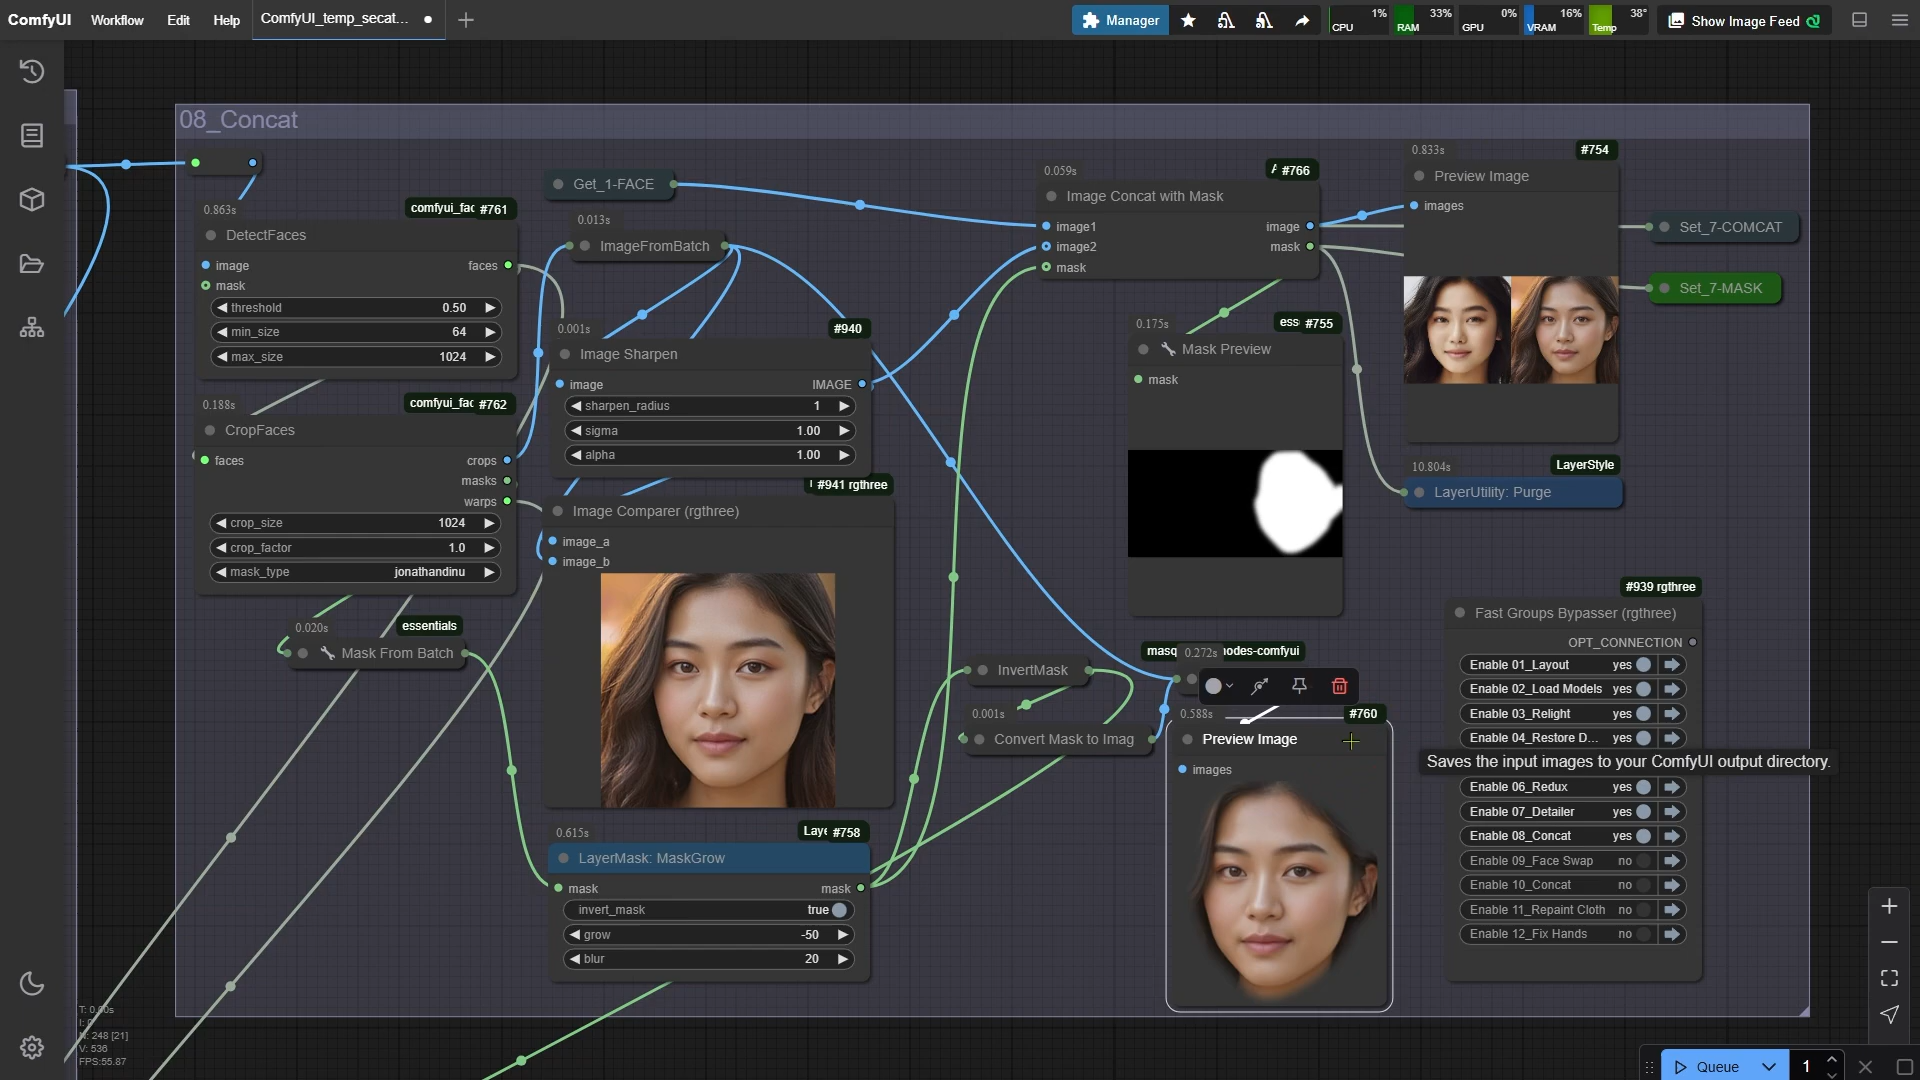 ComfyUI
Workflow
Edit
Help
ComfyUI_temp_secat...
Manager
CPU
1%
RAM
33%
GPU
0%
VRAM
16%
Temp
38°
Show Image Feed
08_Concat
0.863s
comfyui_fac
#761
DetectFaces
image
faces
mask
threshold
0.50
min_size
64
max_size
1024
0.188s
comfyui_fac
#762
CropFaces
faces
crops
masks
warps
crop_size
1024
crop_factor
1.0
mask_type
jonathandinu
0.020s
essentials
Mask From Batch
Get_1-FACE
0.013s
ImageFromBatch
0.001s
#940
Image Sharpen
image
IMAGE
sharpen_radius
1
sigma
1.00
alpha
1.00
#941 rgthree
Image Comparer (rgthree)
image_a
image_b
0.615s
Laye
#758
LayerMask: MaskGrow
mask
mask
invert_mask
true
grow
-50
blur
20
0.059s
#766
Image Concat with Mask
image1
image
image2
mask
mask
0.175s
ess
#755
Mask Preview
mask
InvertMask
0.001s
Convert Mask to Imag
masq
0.272s
nodes-comfyui
0.588s
#760
Preview Image
images
0.833s
#754
Preview Image
images
Set_7-COMCAT
Set_7-MASK
10.804s
LayerStyle
LayerUtility: Purge
#939 rgthree
Fast Groups Bypasser (rgthree)
OPT_CONNECTION
Enable 01_Layout
yes
Enable 02_Load Models
yes
Enable 03_Relight
yes
Enable 04_Restore D...
yes
Saves the input images to your ComfyUI output directory.
Enable 06_Redux
yes
Enable 07_Detailer
yes
Enable 08_Concat
yes
Enable 09_Face Swap
no
Enable 10_Concat
no
Enable 11_Repaint Cloth
no
Enable 12_Fix Hands
no
N: 248 [21]
V: 536
FPS:55.87
Queue
1